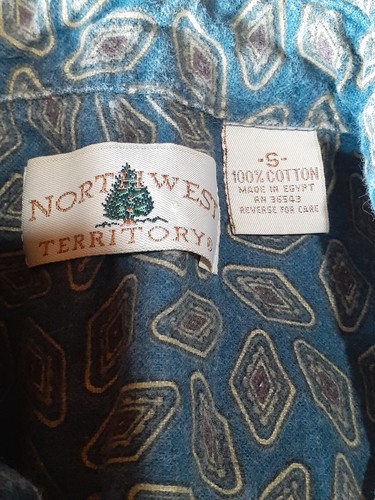 NORTHWEST
TERRITORY®
-S-
100% COTTON
MADE IN EGYPT
RN 36543
REVERSE FOR CARE